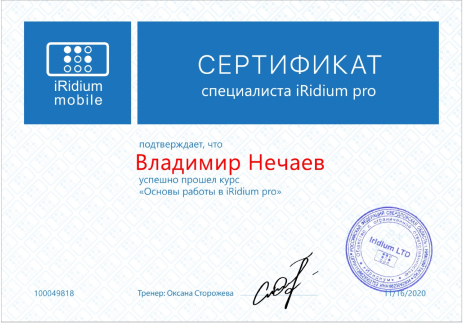 iRidium
mobile
СЕРТИФИКАТ
специалиста iRidium pro
подтверждает, что
Владимир Нечаев
успешно прошел курс
«Основы работы в iRidium pro»
Iridium LTD
100049818
Тренер: Оксана Сторожева
11/16/2020